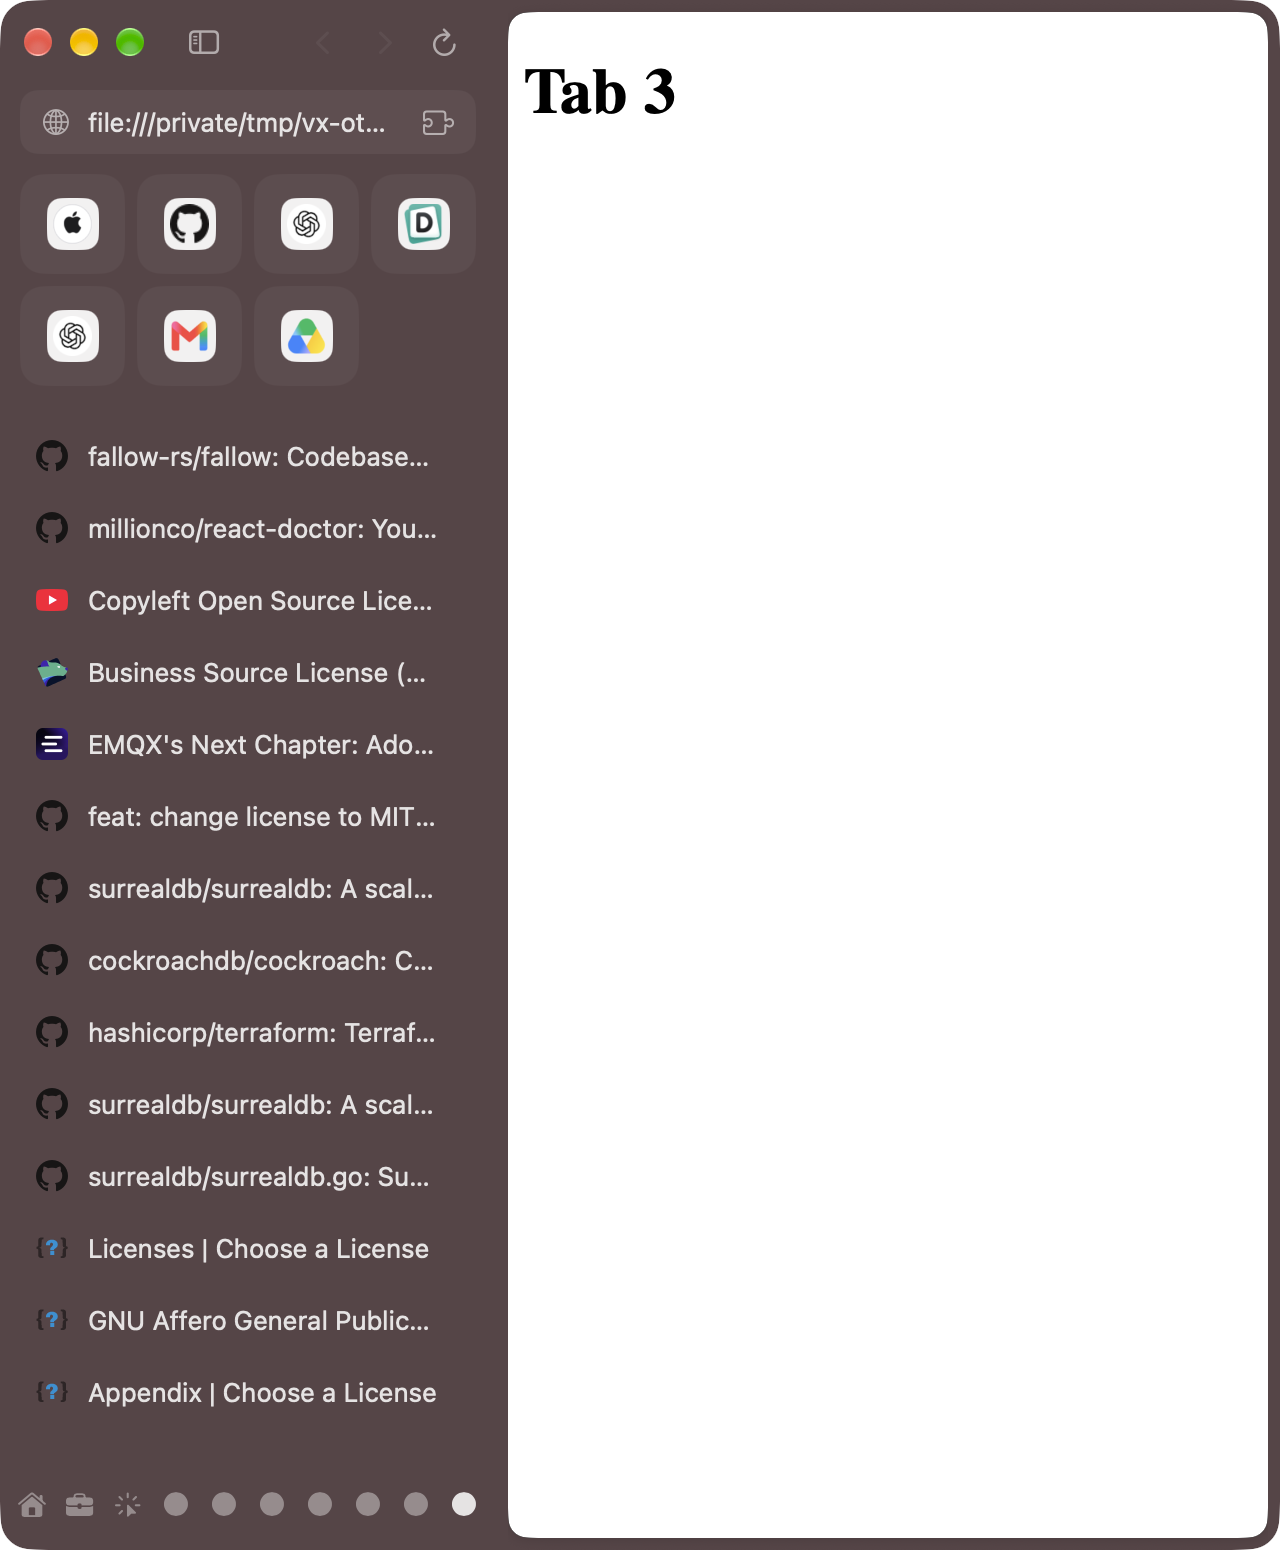 file:///private/tmp/vx-ot...
Tab 3
D
fallow-rs/fallow: Codebase...
millionco/react-doctor: You...
Copyleft Open Source Lice...
Business Source License (...
EMQX's Next Chapter: Ado...
feat: change license to MIT...
surrealdb/surrealdb: A scal...
cockroachdb/cockroach: C...
hashicorp/terraform: Terraf...
surrealdb/surrealdb: A scal...
surrealdb/surrealdb.go: Su...
{?} Licenses | Choose a License
{?} GNU Affero General Public...
{?} Appendix | Choose a License